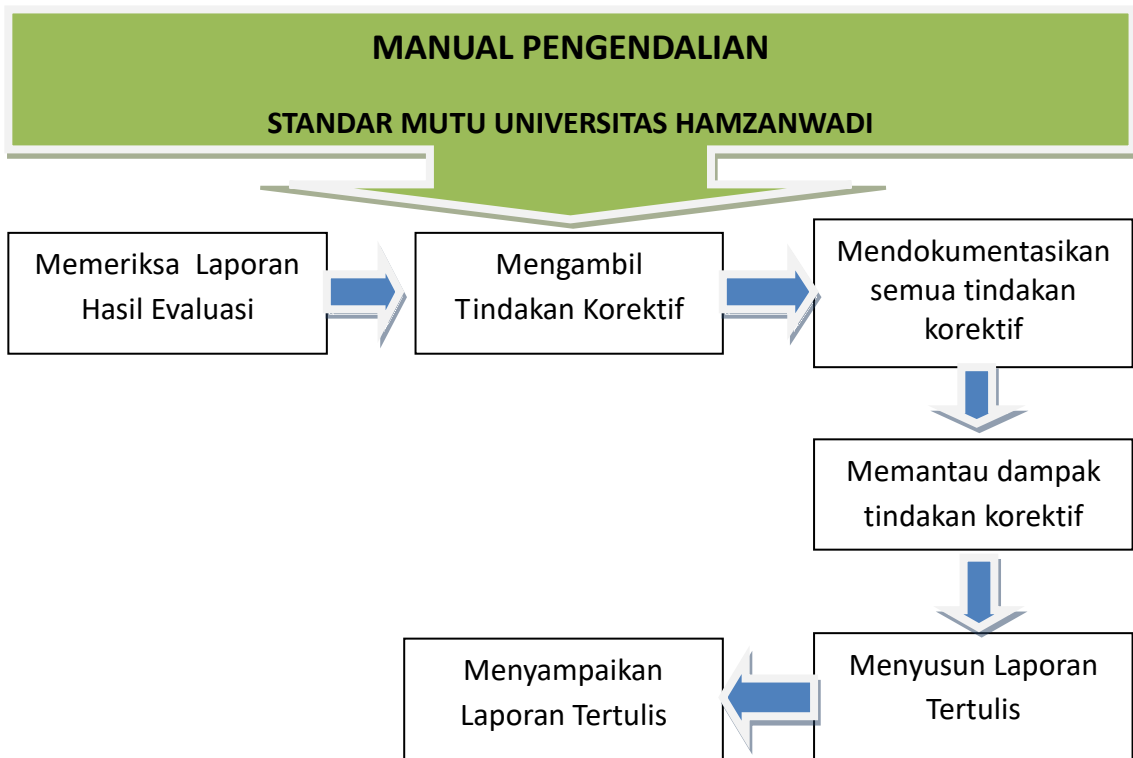 MANUAL PENGENDALIAN
STANDAR MUTU UNIVERSITAS HAMZANWADI
Memeriksa Laporan
Hasil Evaluasi
Mengambil
Tindakan Korektif
Mendokumentasikan
semua tindakan
korektif
Memantau dampak
tindakan korektif
Menyusun Laporan
Tertulis
Menyampaikan
Laporan Tertulis